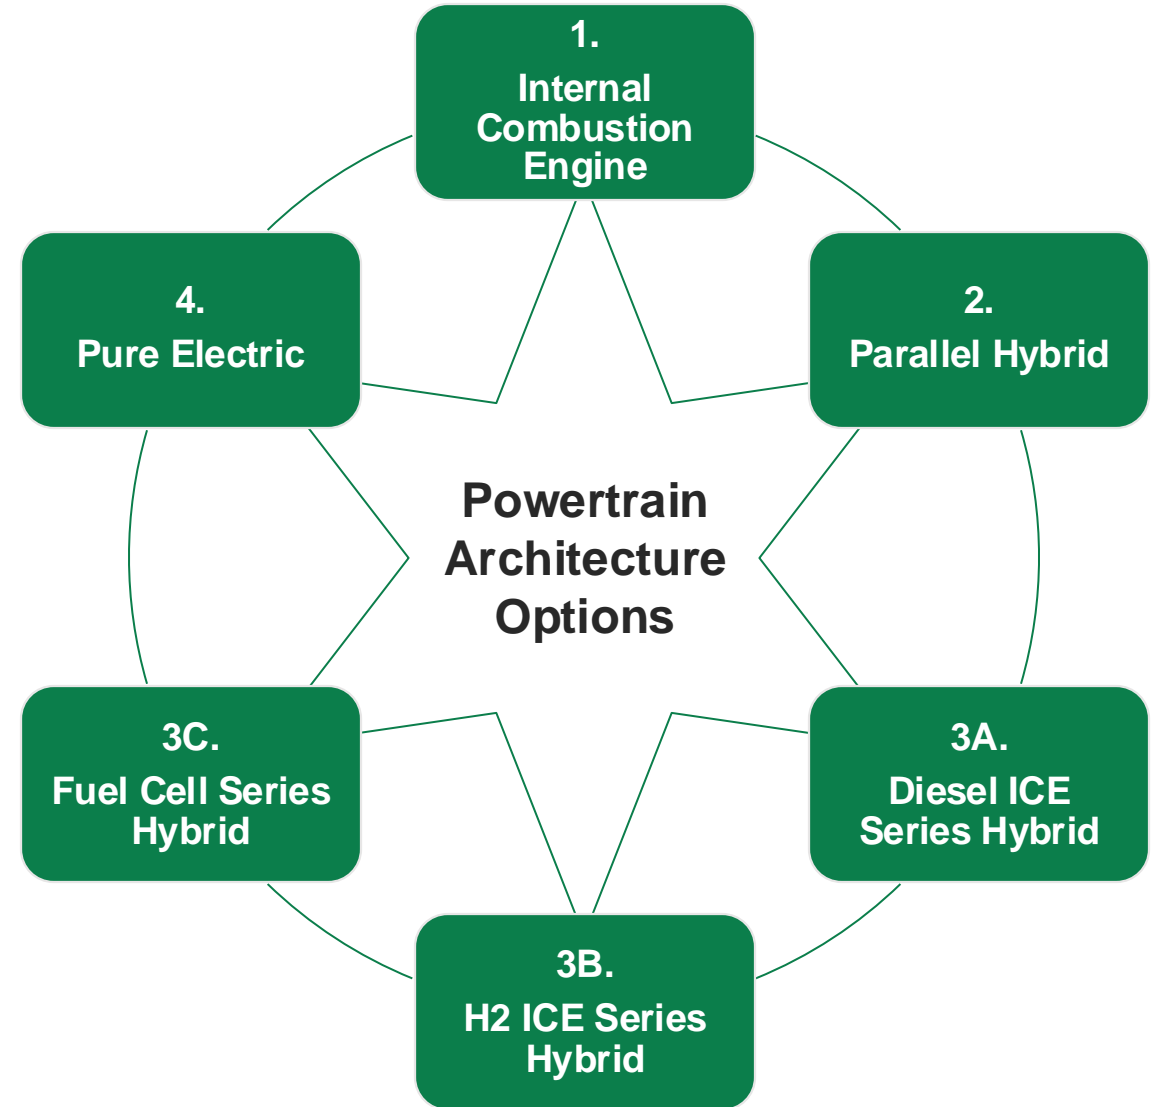 1.
Internal
Combustion
Engine
2.
Parallel Hybrid
3A.
Diesel ICE
Series Hybrid
3B.
H2 ICE Series
Hybrid
3C.
Fuel Cell Series
Hybrid
4.
Pure Electric
Powertrain
Architecture
Options